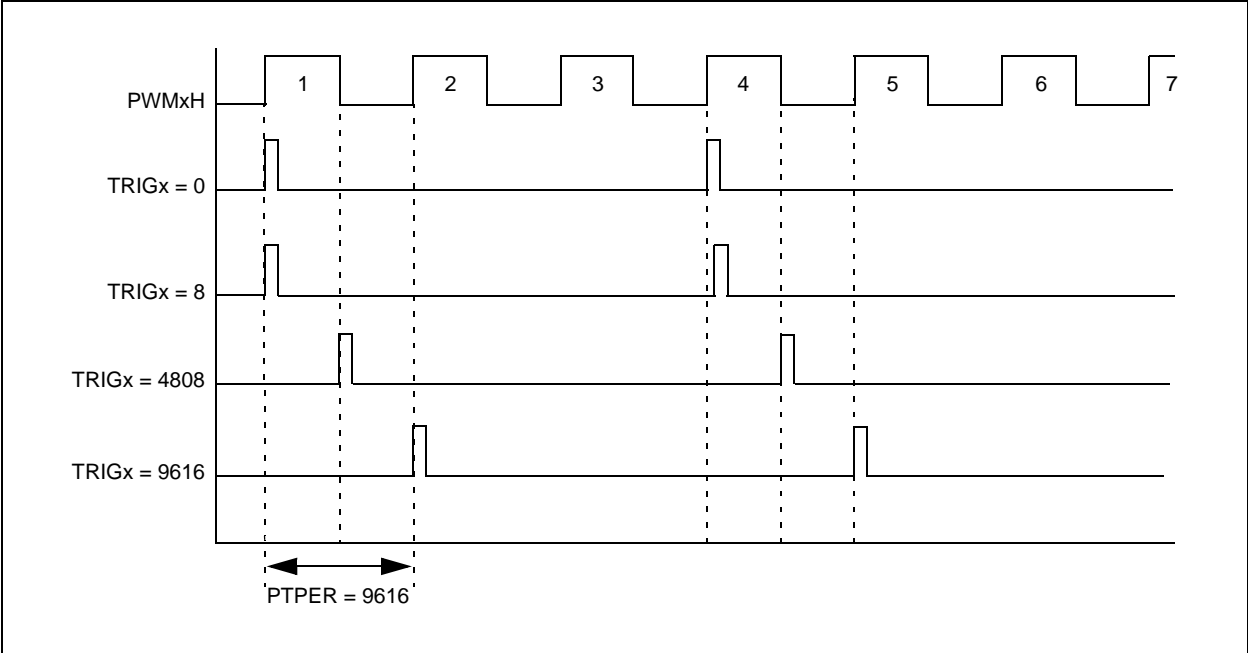 1 2 3 4 5 6 7
PWMxH
TRIGx = 0
TRIGx = 8
TRIGx = 4808
TRIGx = 9616
PTPER = 9616